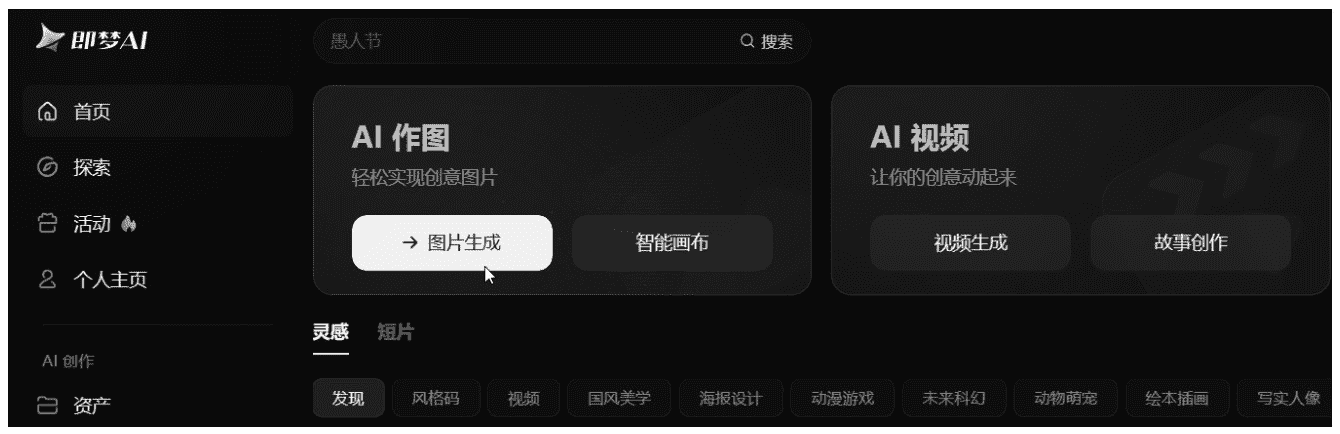 即梦AI
愚人节
搜索
首页
探索
活动
个人主页
AI 创作
资产
AI 作图
轻松实现创意图片
图片生成
智能画布
AI 视频
让你的创意动起来
视频生成
故事创作
灵感 短片
发现 风格码 视频 国风美学 海报设计 动漫游戏 未来科幻 动物萌宠 绘本插画 写实人像